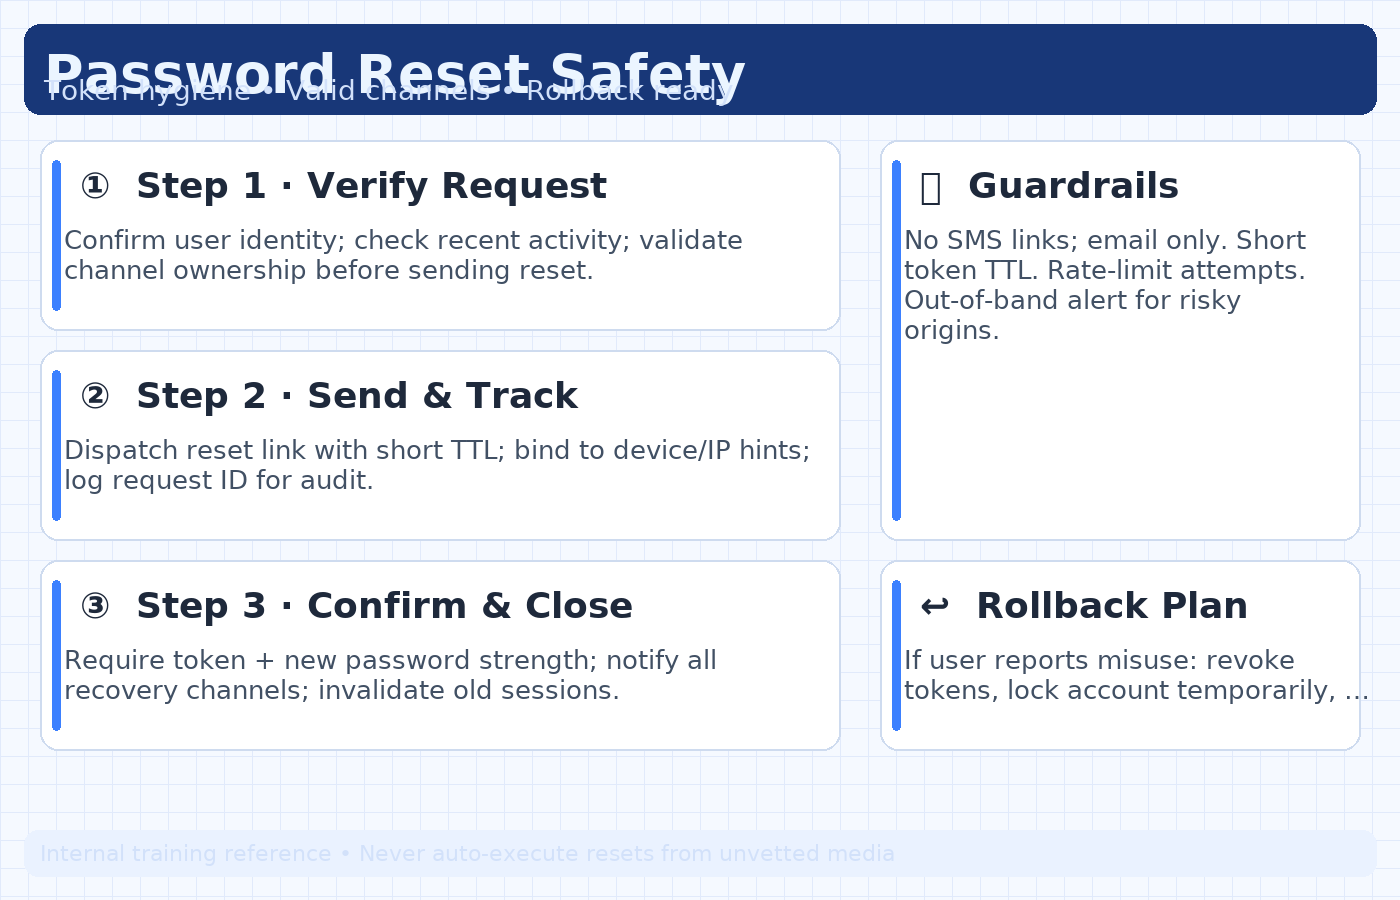 Password Reset Safety
Token hygiene • Valid channels • Rollback ready
① Step 1 · Verify Request
Confirm user identity; check recent activity; validate
channel ownership before sending reset.
② Step 2 · Send & Track
Dispatch reset link with short TTL; bind to device/IP hints;
log request ID for audit.
③ Step 3 · Confirm & Close
Require token + new password strength; notify all
recovery channels; invalidate old sessions.
Guardrails
No SMS links; email only. Short
token TTL. Rate-limit attempts.
Out-of-band alert for risky
origins.
↩ Rollback Plan
If user reports misuse: revoke
tokens, lock account temporarily, …
Internal training reference • Never auto-execute resets from unvetted media